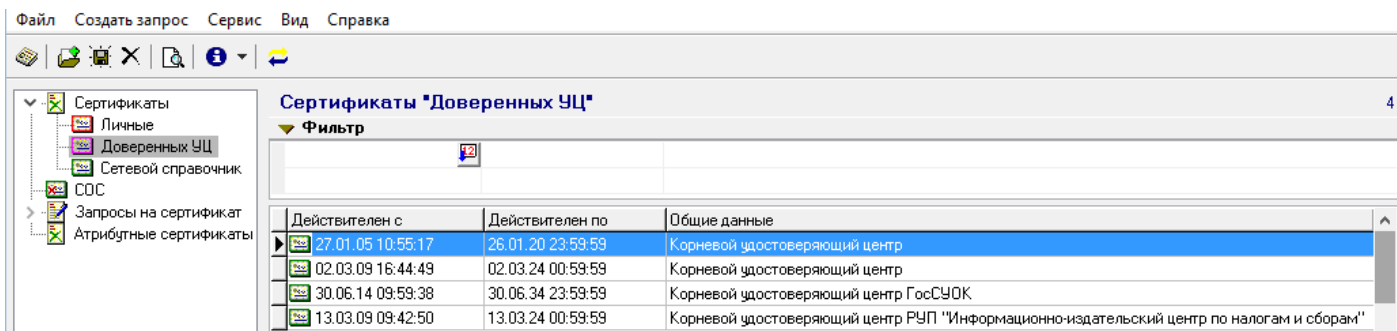 Файл Создать запрос Сервис Вид Справка
Сертификаты
Личные
Доверенных УЦ
Сетевой справочник
СОС
Запросы на сертификат
Атрибутные сертификаты
Сертификаты "Доверенных УЦ" 4
Фильтр
12
Действителен с Действителен по Общие данные
27.01.05 10:55:17 26.01.20 23:59:59 Корневой удостоверяющий центр
02.03.09 16:44:49 02.03.24 00:59:59 Корневой удостоверяющий центр
30.06.14 09:59:38 30.06.34 23:59:59 Корневой удостоверяющий центр ГосСУОК
13.03.09 09:42:50 13.03.24 00:59:59 Корневой удостоверяющий центр РУП "Информационно-издательский центр по налогам и сборам"